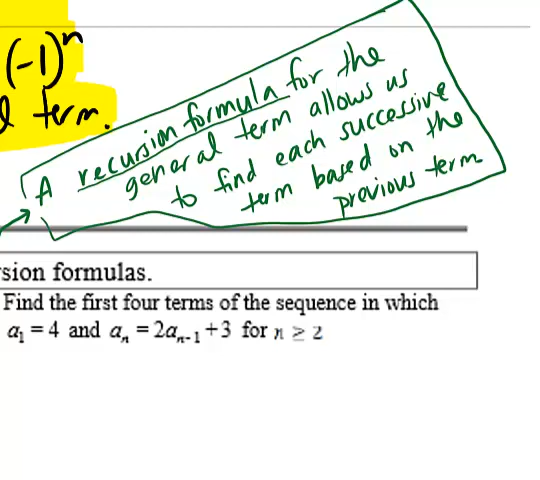 (-1)^n
term.
A recursion formula for the
general term allows us
to find each successive
term based on the
previous term
sion formulas.
Find the first four terms of the sequence in which
a₁ = 4 and aₙ = 2aₙ₋₁ + 3 for n ≥ 2